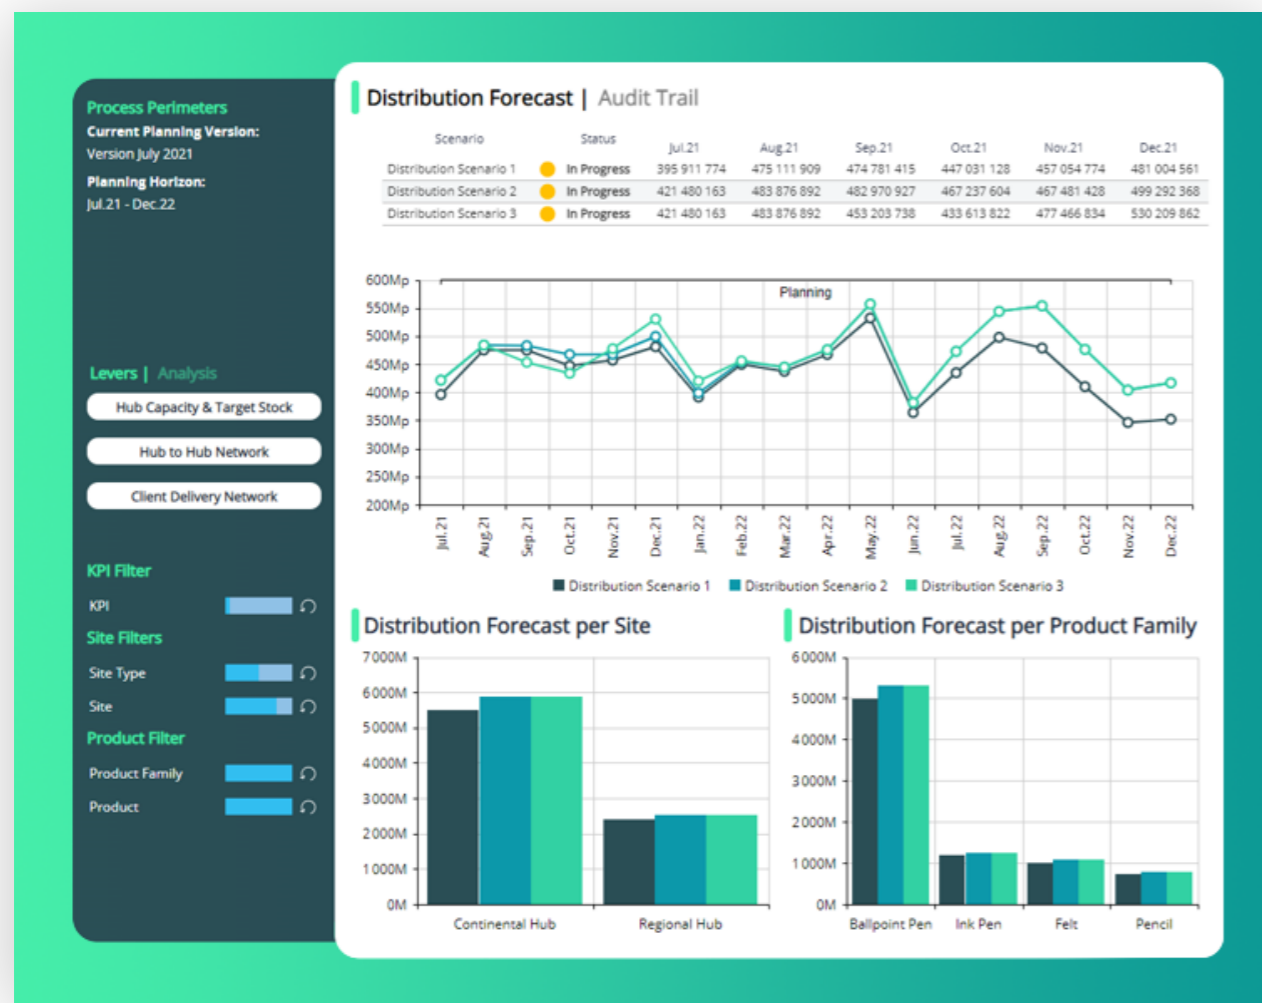 Process Perimeters
Current Planning Version:
Version July 2021
Planning Horizon:
Jul.21 - Dec.22
Levers | Analysis
Hub Capacity & Target Stock
Hub to Hub Network
Client Delivery Network
KPI Filter
KPI
Site Filters
Site Type
Site
Product Filter
Product Family
Product
Distribution Forecast | Audit Trail
Scenario Status Jul.21 Aug.21 Sep.21 Oct.21 Nov.21 Dec.21
Distribution Scenario 1 In Progress 395 911 774 475 111 909 474 781 415 447 031 128 457 054 774 481 004 561
Distribution Scenario 2 In Progress 421 480 163 483 876 892 482 970 927 467 237 604 467 481 428 499 292 368
Distribution Scenario 3 In Progress 421 480 163 483 876 892 453 203 738 433 613 822 477 466 834 530 209 862
600Mp
Planning
550Mp
500Mp
450Mp
400Mp
350Mp
300Mp
250Mp
200Mp
Jul.21 Aug.21 Sep.21 Oct.21 Nov.21 Dec.21 Jan.22 Feb.22 Mar.22 Apr.22 May.22 Jun.22 Jul.22 Aug.22 Sep.22 Oct.22 Nov.22 Dec.22
Distribution Scenario 1 Distribution Scenario 2 Distribution Scenario 3
Distribution Forecast per Site
7000M
6000M
5000M
4000M
3000M
2000M
1000M
0M
Continental Hub Regional Hub
Distribution Forecast per Product Family
6000M
5000M
4000M
3000M
2000M
1000M
0M
Ballpoint Pen Ink Pen Felt Pencil